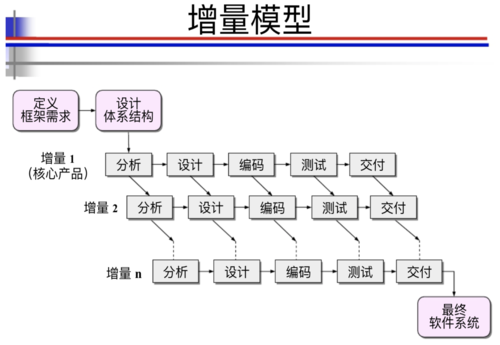 增量模型
定义
框架需求
设计
体系结构
增量 1
(核心产品)
分析
设计
编码
测试
交付
增量 2
分析
设计
编码
测试
交付
增量 n
分析
设计
编码
测试
交付
最终
软件系统